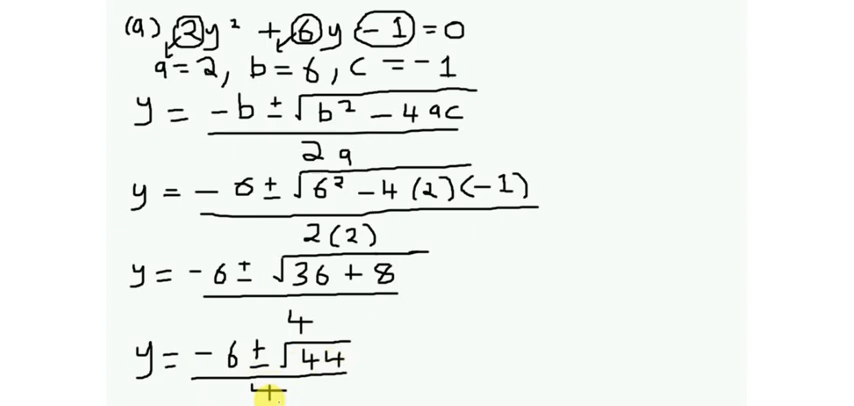 (a) 2y² + 6y - 1 = 0
a = 2, b = 6, c = -1
y = -b ± √b² - 4ac
2a
y = -6 ± √6² - 4(2)(-1)
2(2)
y = -6 ± √36 + 8
4
y = -6 ± √44
4